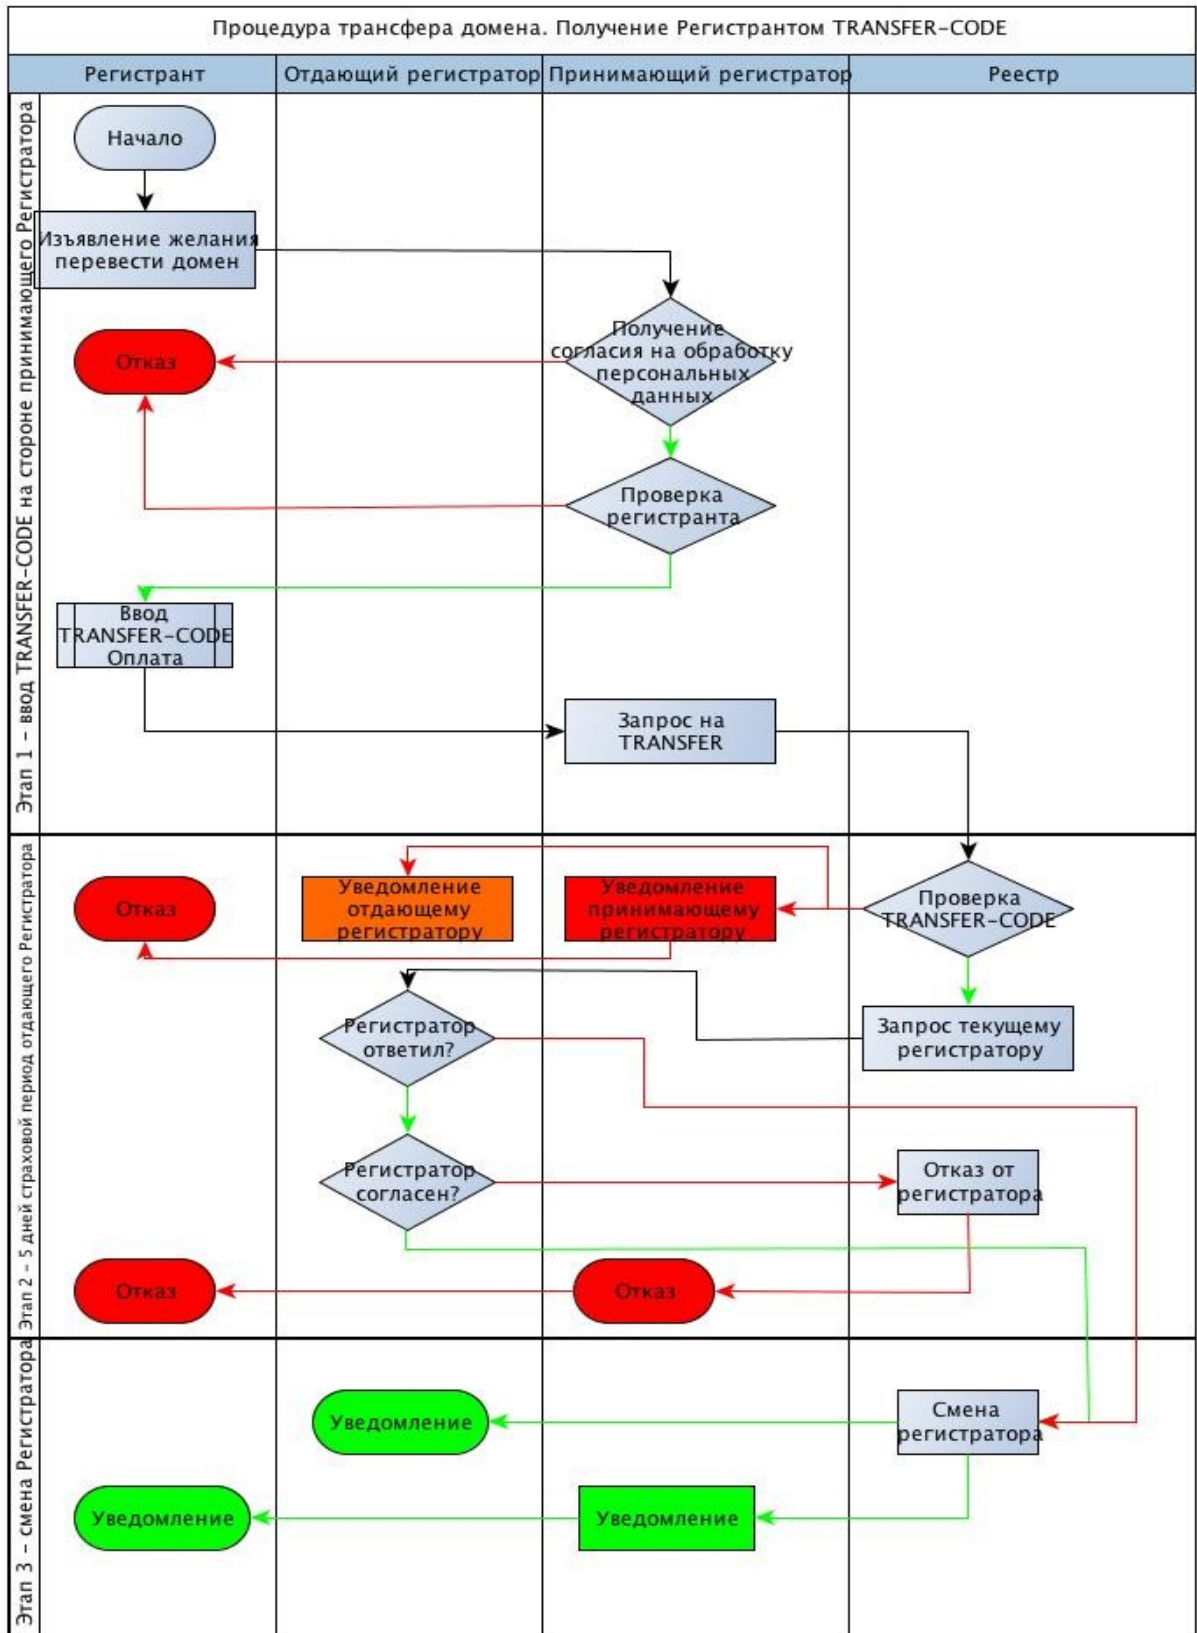 Процедура трансфера домена. Получение Регистрантом TRANSFER-CODE
Регистрант
Отдающий регистратор
Принимающий регистратор
Реестр
Этап 1 - ввод TRANSFER-CODE на стороне принимающего Регистратора
Начало
Изъявление желания
перевести домен
Получение
согласия на обработку
персональных
данных
Отказ
Проверка
регистранта
Ввод
TRANSFER-CODE
Оплата
Запрос на
TRANSFER
Этап 2 - 5 дней страховой период отдающего Регистратора
Отказ
Уведомление
отдающему
регистратору
Уведомление
принимающему
регистратору
Проверка
TRANSFER-CODE
Регистратор
ответил?
Запрос текущему
регистратору
Регистратор
согласен?
Отказ от
регистратора
Отказ
Отказ
Этап 3 - смена Регистратора
Уведомление
Смена
регистратора
Уведомление
Уведомление